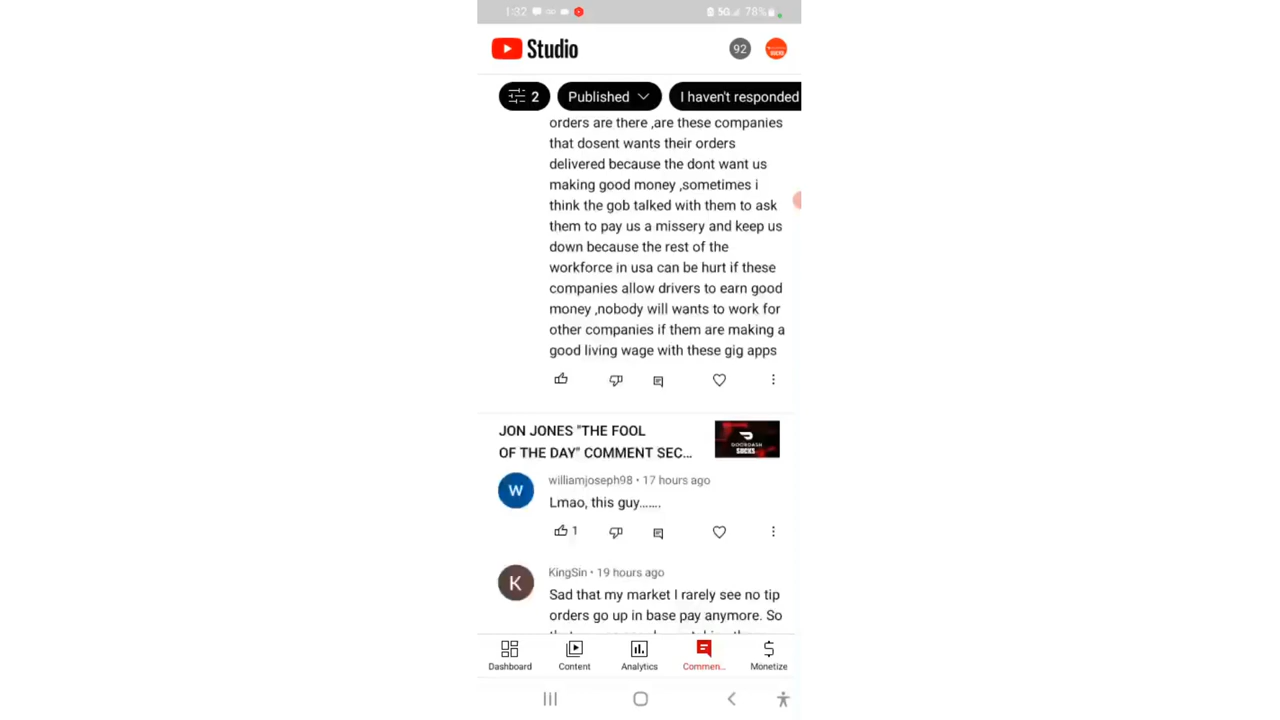 1:32
5G 78%
Studio
92
2
Published
I haven't responded
orders are there ,are these companies
that dosent wants their orders
delivered because the dont want us
making good money ,sometimes i
think the gob talked with them to ask
them to pay us a missery and keep us
down because the rest of the
workforce in usa can be hurt if these
companies allow drivers to earn good
money ,nobody will wants to work for
other companies if them are making a
good living wage with these gig apps
JON JONES "THE FOOL
OF THE DAY" COMMENT SEC...
DOORDASH
SUCKS
W
williamjoseph98 • 17 hours ago
Lmao, this guy.......
1
K
KingSin • 19 hours ago
Sad that my market I rarely see no tip
orders go up in base pay anymore. So
Dashboard
Content
Analytics
Commen...
Monetize